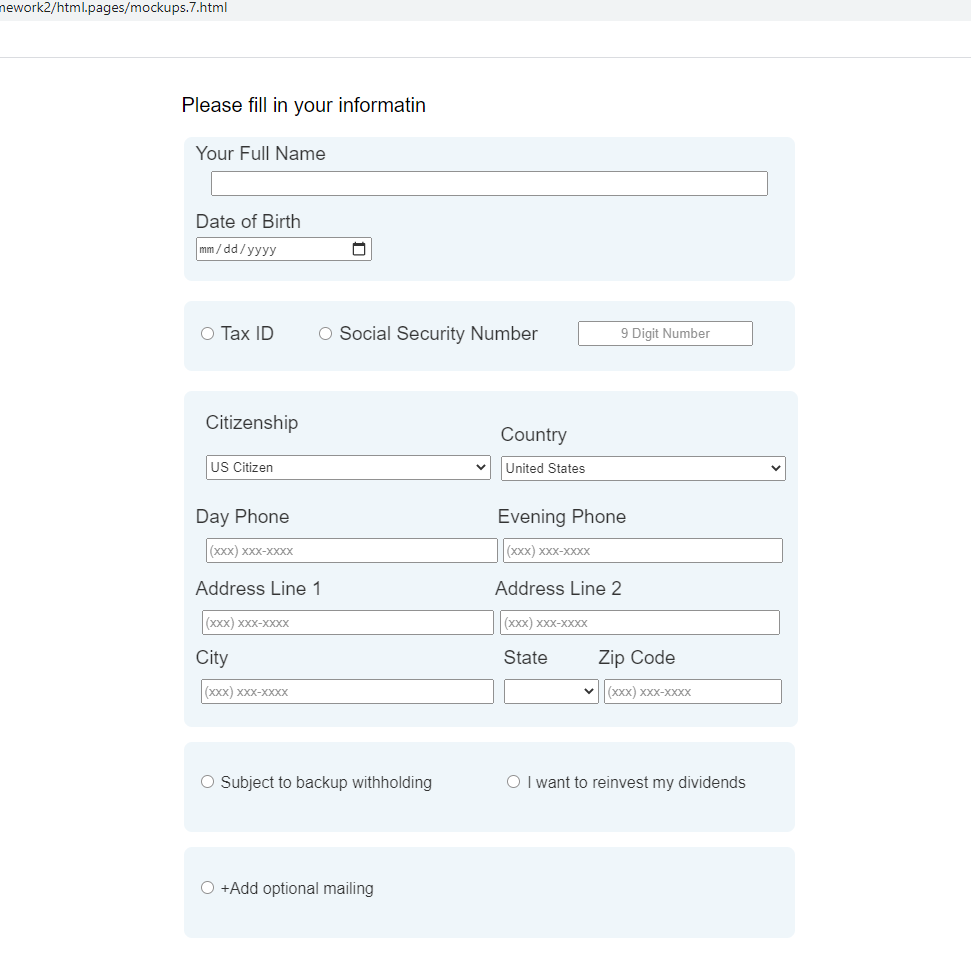 mework2/html.pages/mockups.7.html
Please fill in your informatin
Your Full Name
Date of Birth
mm/dd/yyyy
Tax ID Social Security Number 9 Digit Number
Citizenship Country
US Citizen United States
Day Phone Evening Phone
(xxx) xxx-xxxx (xxx) xxx-xxxx
Address Line 1 Address Line 2
(xxx) xxx-xxxx (xxx) xxx-xxxx
City State Zip Code
(xxx) xxx-xxxx (xxx) xxx-xxxx
Subject to backup withholding I want to reinvest my dividends
+Add optional mailing